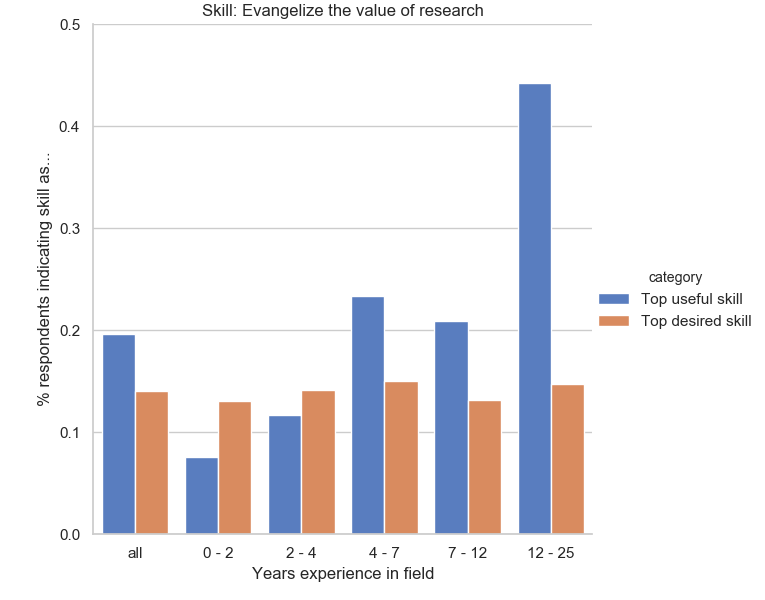 Skill: Evangelize the value of research
0.5
0.4
0.3
0.2
0.1
0.0
% respondents indicating skill as...
all
0 - 2
2 - 4
4 - 7
7 - 12
12 - 25
Years experience in field
category
Top useful skill
Top desired skill